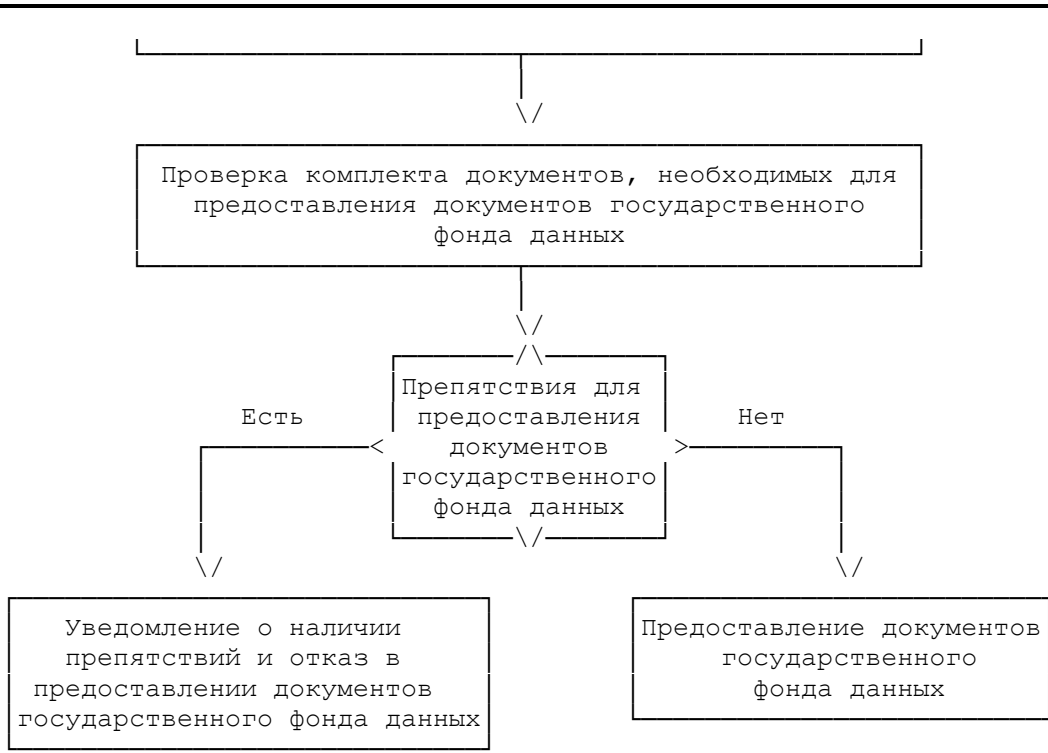 Проверка комплекта документов, необходимых для
предоставления документов государственного
фонда данных
Препятствия для
предоставления
документов
государственного
фонда данных
Есть
Нет
Уведомление о наличии
препятствий и отказ в
предоставлении документов
государственного фонда данных
Предоставление документов
государственного
фонда данных